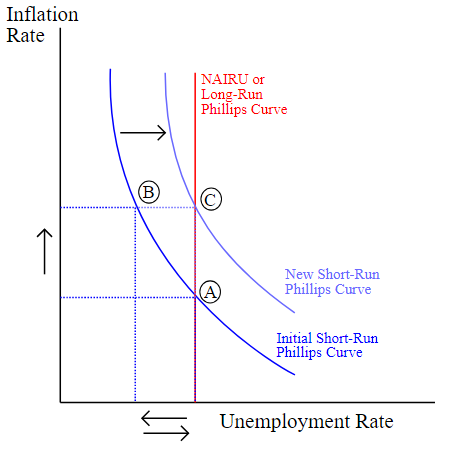 Inflation
Rate
NAIRU or
Long-Run
Phillips Curve
B
C
New Short-Run
Phillips Curve
A
Initial Short-Run
Phillips Curve
Unemployment Rate